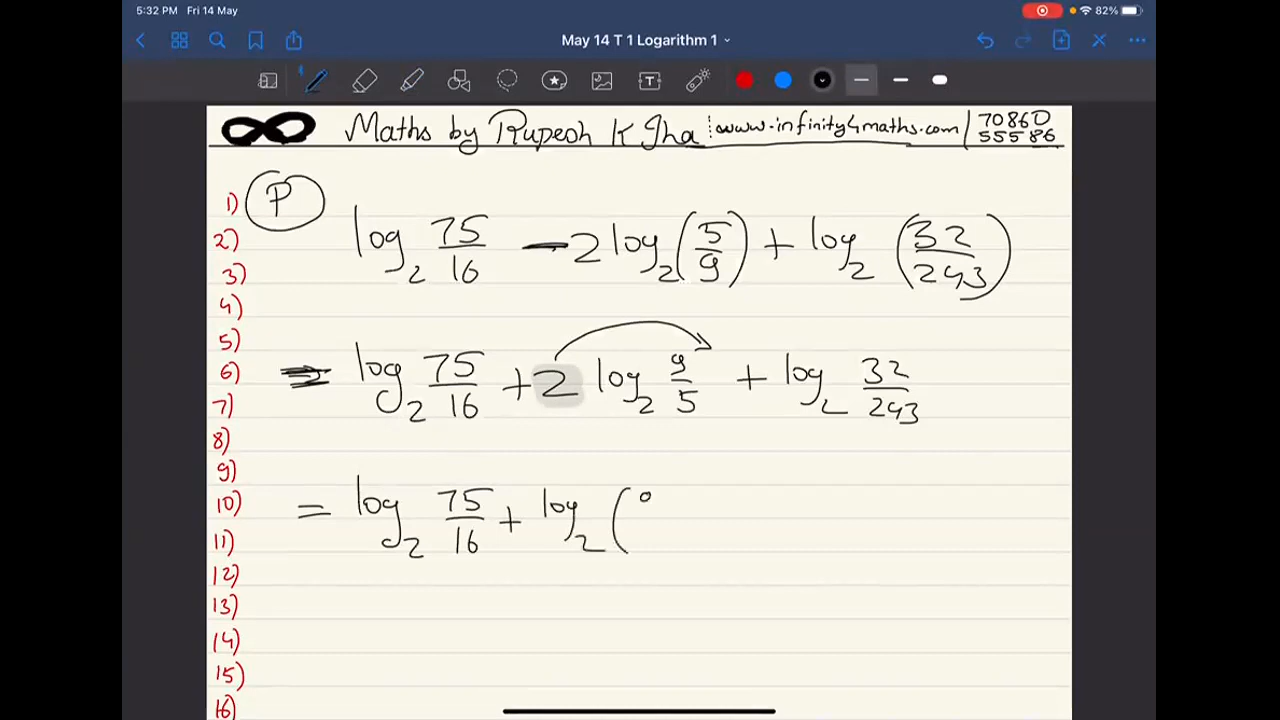 5:32 PM Fri 14 May 82%
May 14 T 1 Logarithm 1
∞ Maths by Rupesh K Jha www.infinity4maths.com 70860
55586
1) P
2) log₂ 75/16 - 2 log₂ (5/9) + log₂ (32/243)
3)
4)
5)
6) = log₂ 75/16 + 2 log₂ 9/5 + log₂ 32/243
7)
8)
9)
10) = log₂ 75/16 + log₂ (
11)
12)
13)
14)
15)
16)